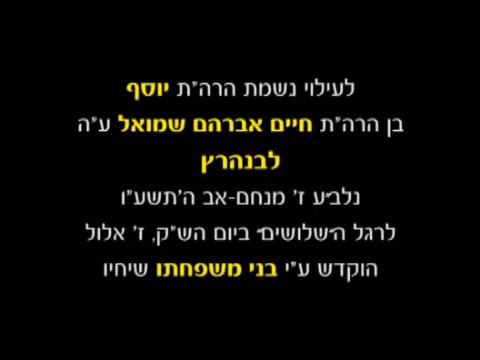 לעילוי נשמת הרה"ת יוסף
בן הרה"ת חיים אברהם שמואל ע"ה
לבנהרץ
נלב״ע ז' מנחם-אב ה'תשע"ו
לרגל ה״שלושים״ ביום הש"ק, ז' אלול
הוקדש ע"י בני משפחתו שיחיו